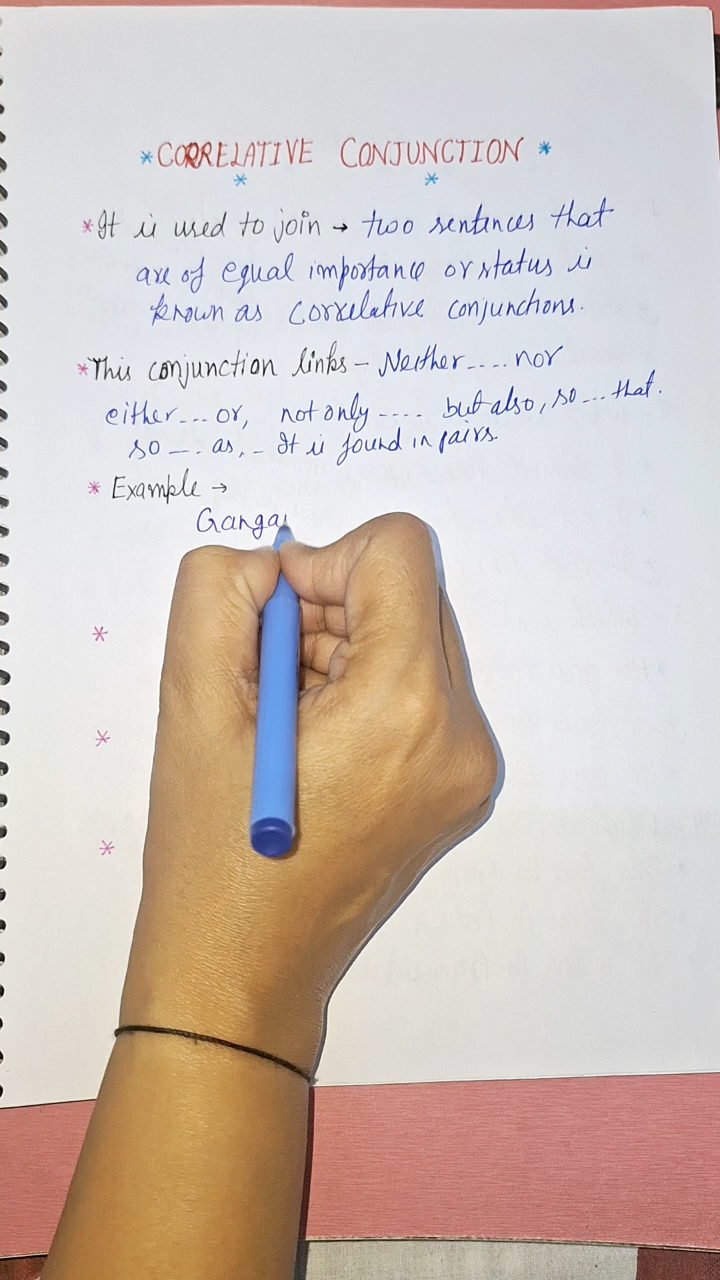 *CORRELATIVE CONJUNCTION*
* *
*It is used to join → two sentences that
are of equal importance or status is
known as correlative conjunctions.
*This conjunction links – Neither.... nor
either... or, not only .... but also, so ... that.
so –. as, – It is found in pairs.
* Example →
Ganga
*
*
*